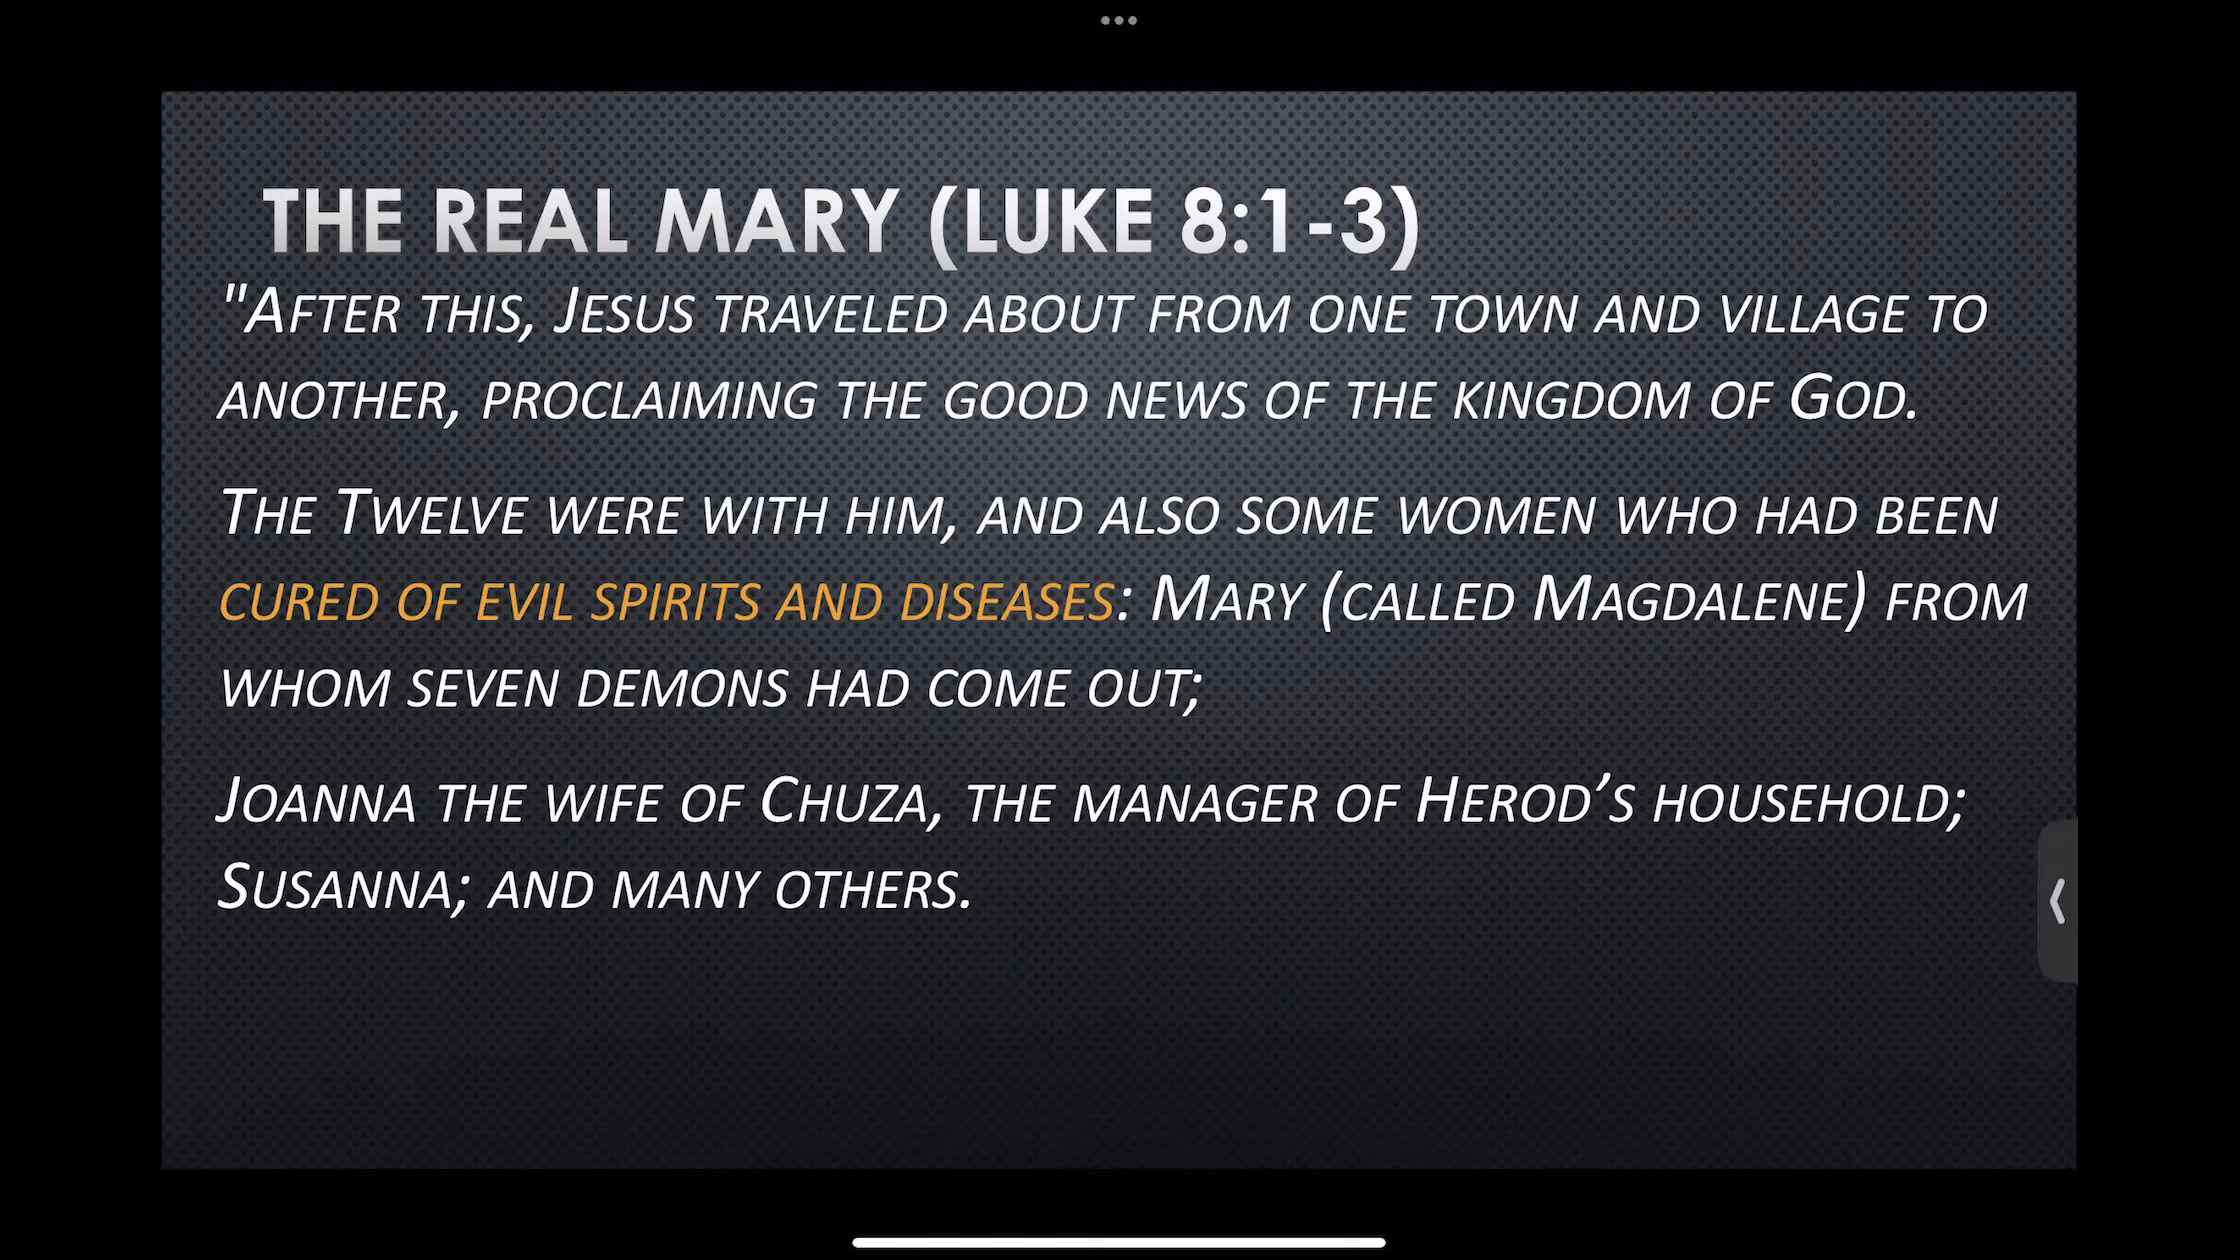 THE REAL MARY (LUKE 8:1-3)
"After this, Jesus traveled about from one town and village to
another, proclaiming the good news of the kingdom of God.
The Twelve were with him, and also some women who had been
cured of evil spirits and diseases: Mary (called Magdalene) from
whom seven demons had come out;
Joanna the wife of Chuza, the manager of Herod’s household;
Susanna; and many others.